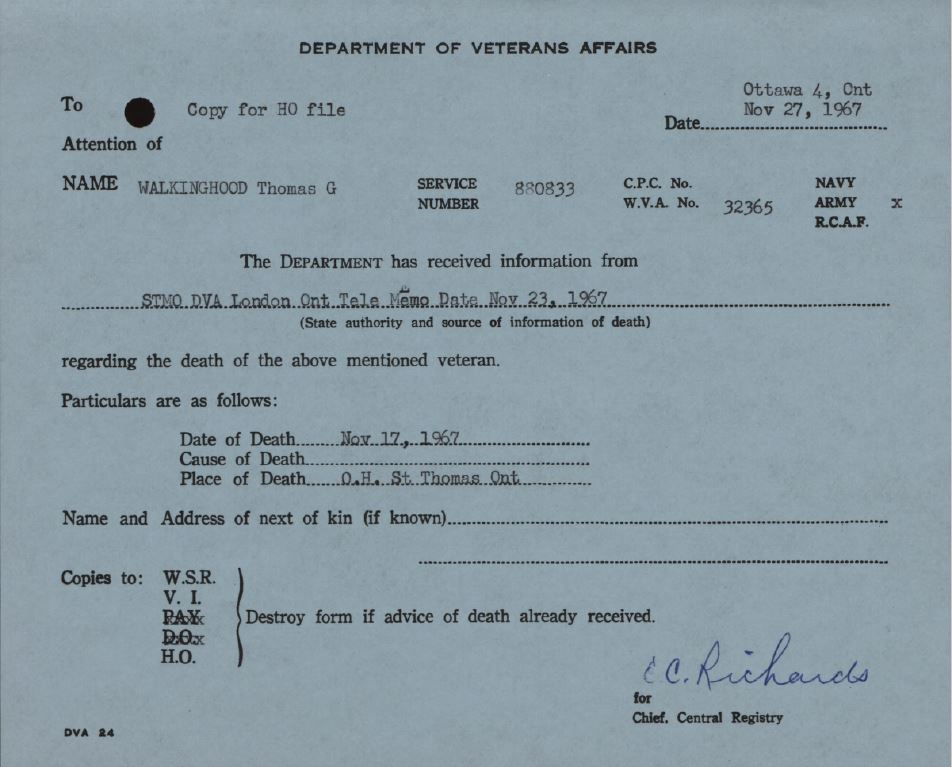 DEPARTMENT OF VETERANS AFFAIRS
Ottawa 4, Ont
To Copy for HO file Nov 27, 1967
Date
Attention of
NAME WALKINGHOOD Thomas G SERVICE NUMBER 880833 C.P.C. No. NAVY
W.V.A. No. 32365 ARMY x
R.C.A.F.
The DEPARTMENT has received information from
STMO DVA London Ont Tele Memo Date Nov 23, 1967
(State authority and source of information of death)
regarding the death of the above mentioned veteran.
Particulars are as follows:
Date of Death Nov 17, 1967
Cause of Death
Place of Death O.H. St Thomas Ont
Name and Address of next of kin (if known)
Copies to: W.S.R.
V. I.
PAY
D.O.
H.O.
Destroy form if advice of death already received.
E C. Richards
for
Chief. Central Registry
DVA 24